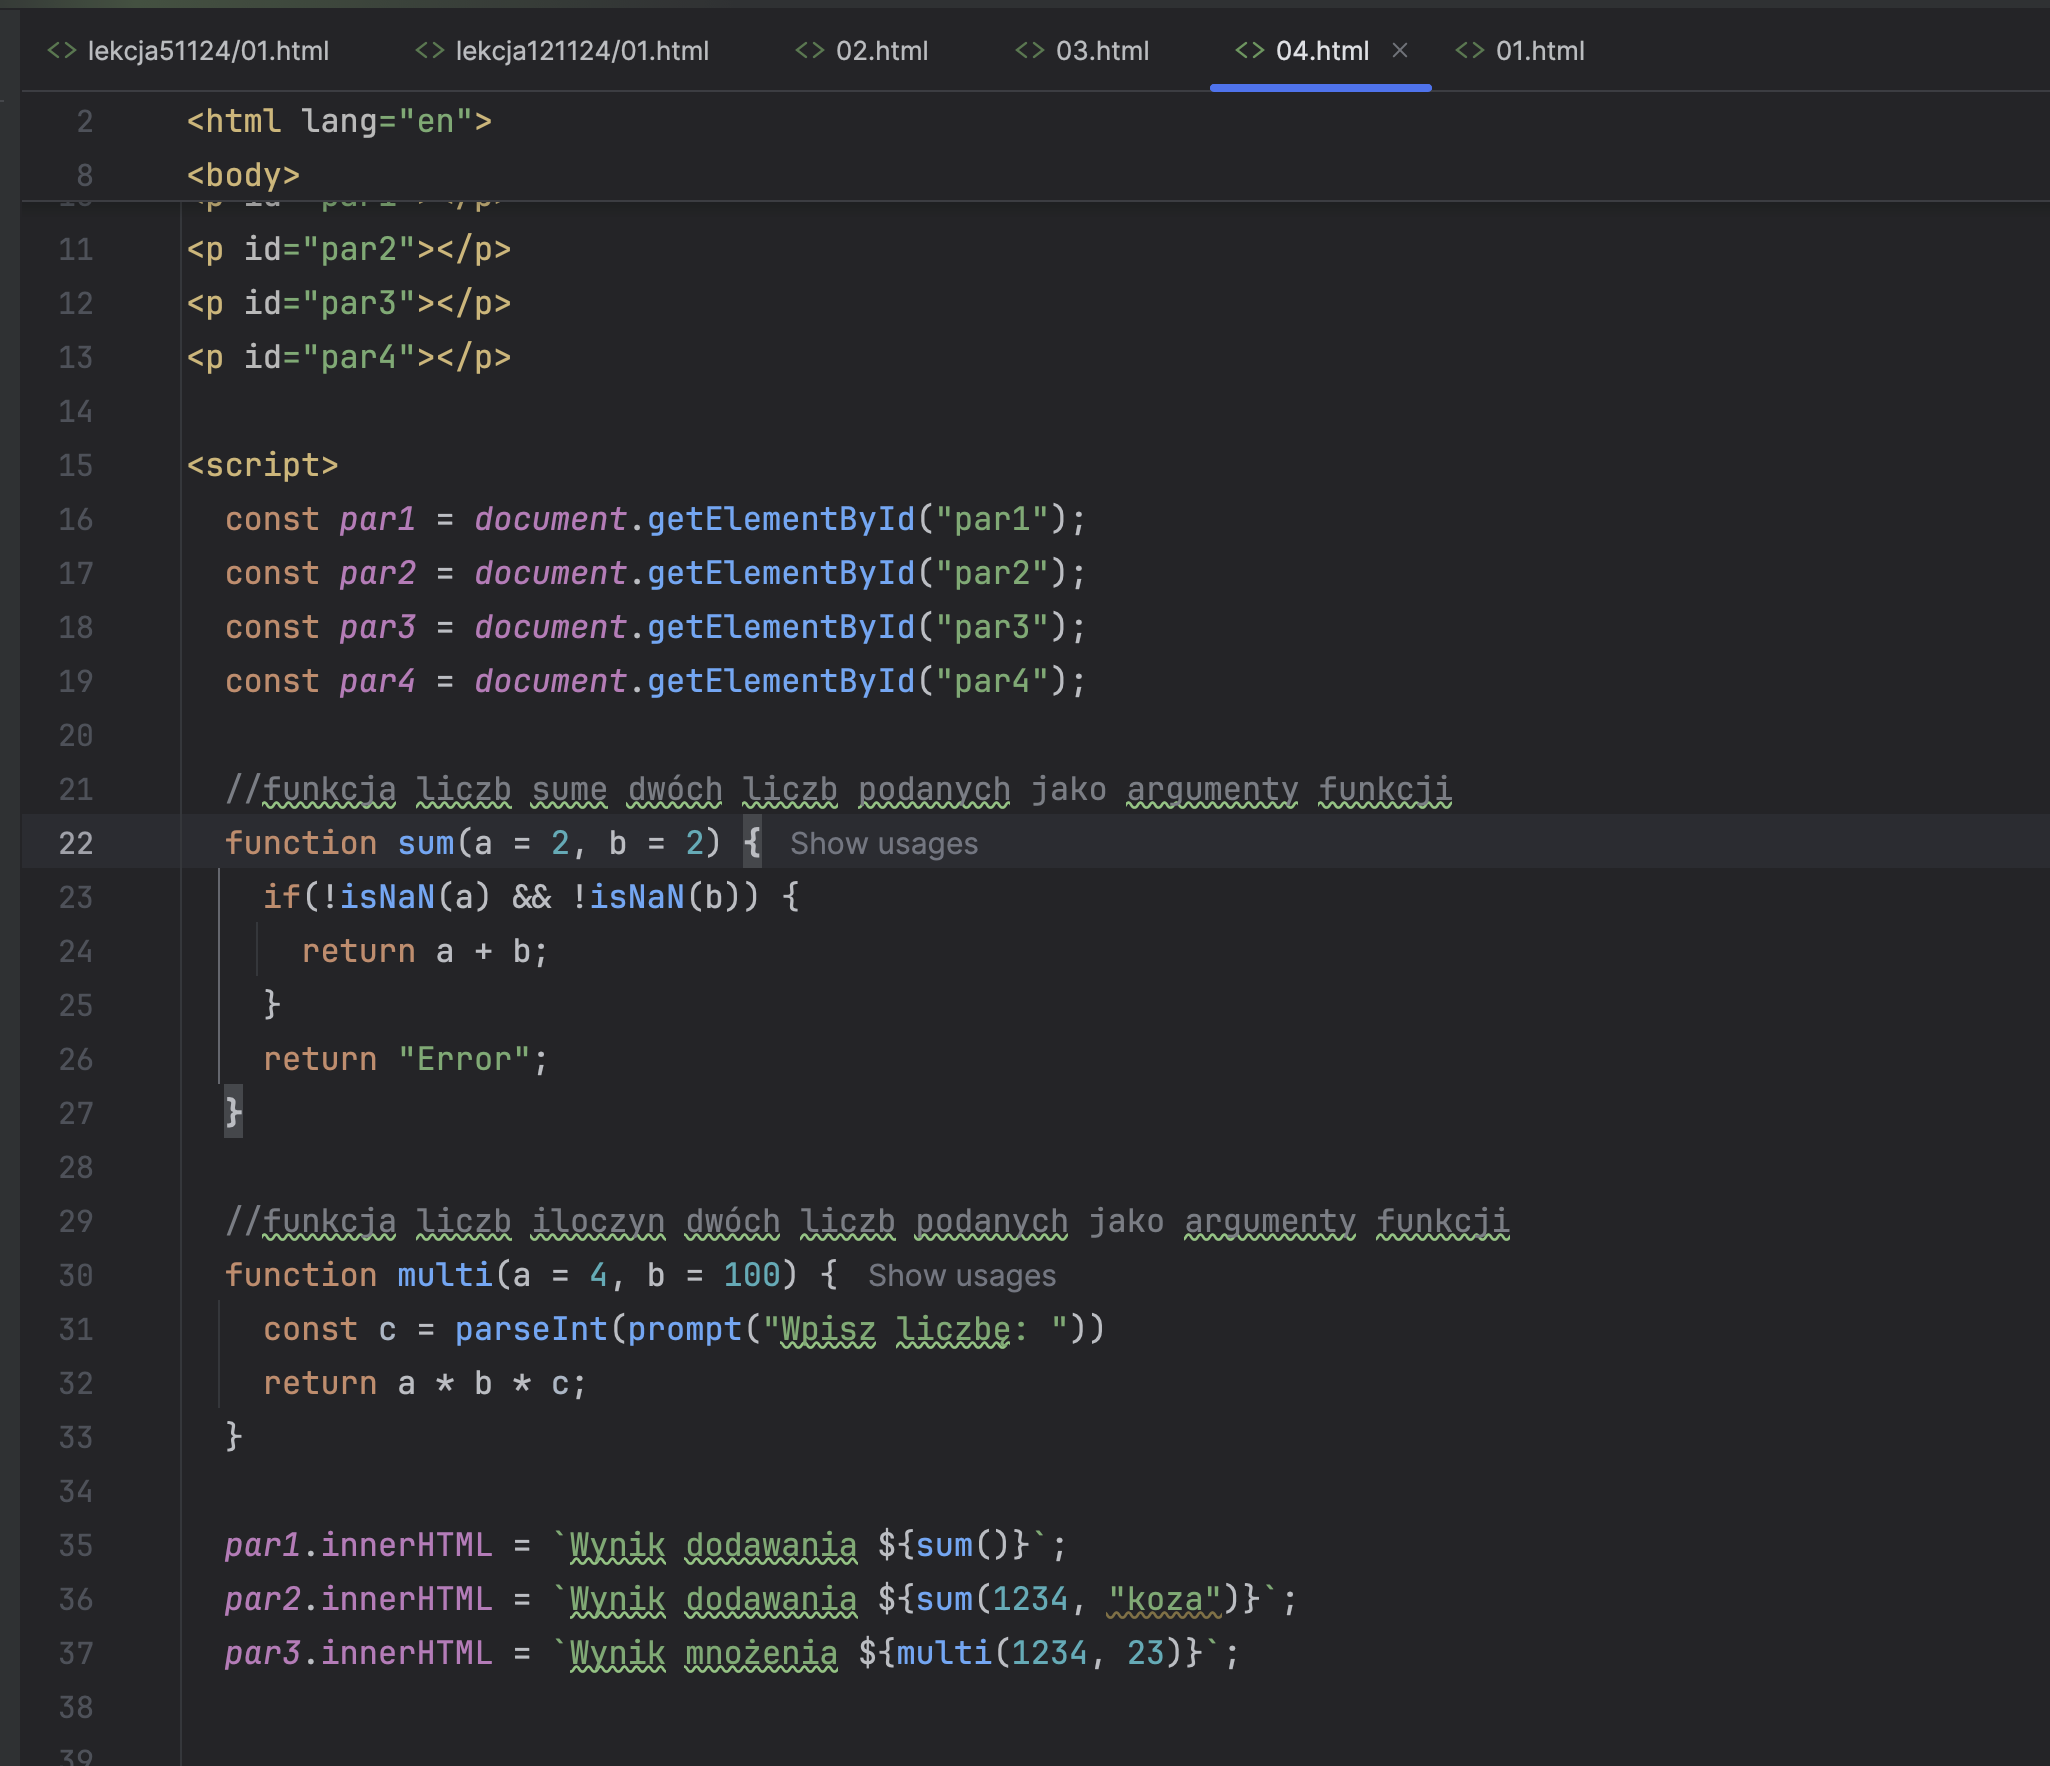 lekcja51124/01.html lekcja121124/01.html 02.html 03.html 04.html 01.html
2 <html lang="en">
8 <body>
11 <p id="par2"></p>
12 <p id="par3"></p>
13 <p id="par4"></p>
14
15 <script>
16 const par1 = document.getElementById("par1");
17 const par2 = document.getElementById("par2");
18 const par3 = document.getElementById("par3");
19 const par4 = document.getElementById("par4");
20
21 //funkcja liczb sume dwóch liczb podanych jako argumenty funkcji
22 function sum(a = 2, b = 2) { Show usages
23 if(!isNaN(a) && !isNaN(b)) {
24 return a + b;
25 }
26 return "Error";
27 }
28
29 //funkcja liczb iloczyn dwóch liczb podanych jako argumenty funkcji
30 function multi(a = 4, b = 100) { Show usages
31 const c = parseInt(prompt("Wpisz liczbę: "))
32 return a * b * c;
33 }
34
35 par1.innerHTML = `Wynik dodawania ${sum()}`;
36 par2.innerHTML = `Wynik dodawania ${sum(1234, "koza")}`;
37 par3.innerHTML = `Wynik mnożenia ${multi(1234, 23)}`;
38
39